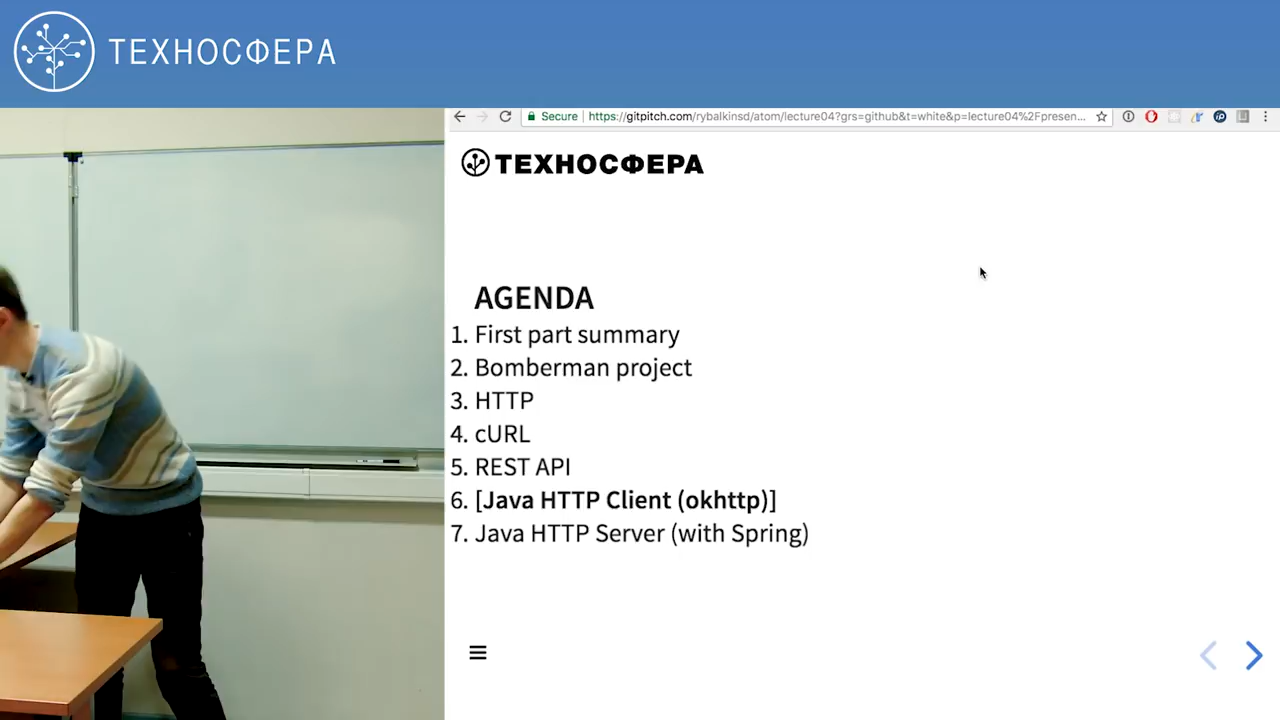 ТЕХНОСФЕРА
Secure https://gitpitch.com/rybalkinsd/atom/lecture04?grs=github&t=white&p=lecture04%2Fpresen...
ТЕХНОСФЕРА
AGENDA
1. First part summary
2. Bomberman project
3. HTTP
4. cURL
5. REST API
6. [Java HTTP Client (okhttp)]
7. Java HTTP Server (with Spring)